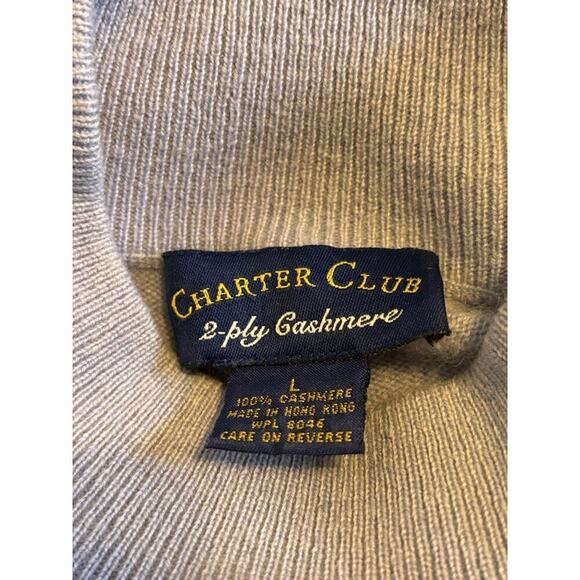 CHARTER CLUB
2-ply Cashmere
L
100% CASHMERE
MADE IN HONG KONG
WPL 8046
CARE ON REVERSE